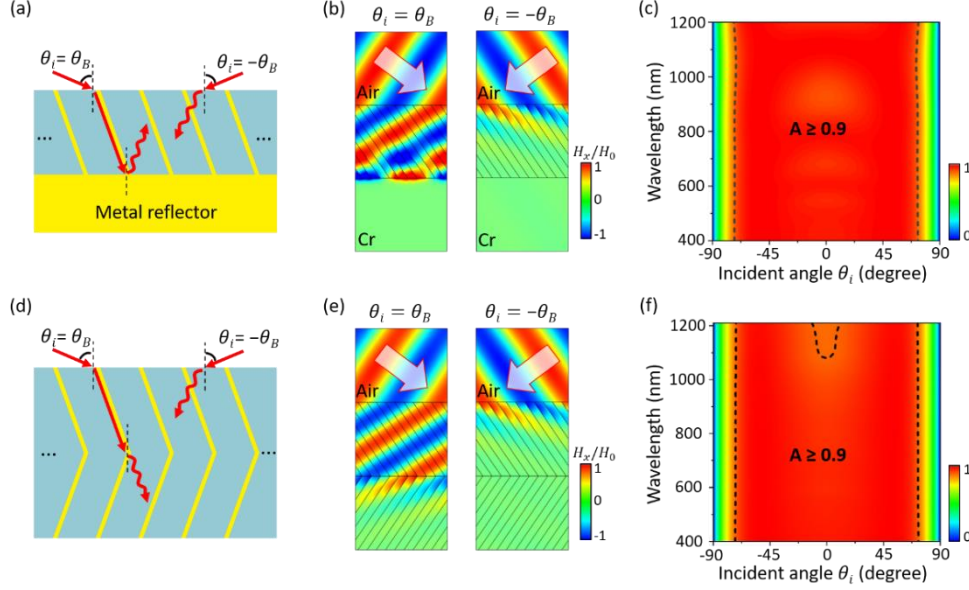 (a)
θi = θB
θi = −θB
...
...
Metal reflector
(b)
θi = θB
θi = −θB
Air
Air
Cr
Cr
Hx/H0
1
0
-1
(c)
Wavelength (nm)
1200
1000
800
600
400
A ≥ 0.9
-90
-45
0
45
90
Incident angle θi (degree)
1
0
(d)
θi = θB
θi = −θB
...
...
(e)
θi = θB
θi = −θB
Air
Air
Hx/H0
1
0
-1
(f)
Wavelength (nm)
1200
1000
800
600
400
A ≥ 0.9
-90
-45
0
45
90
Incident angle θi (degree)
1
0